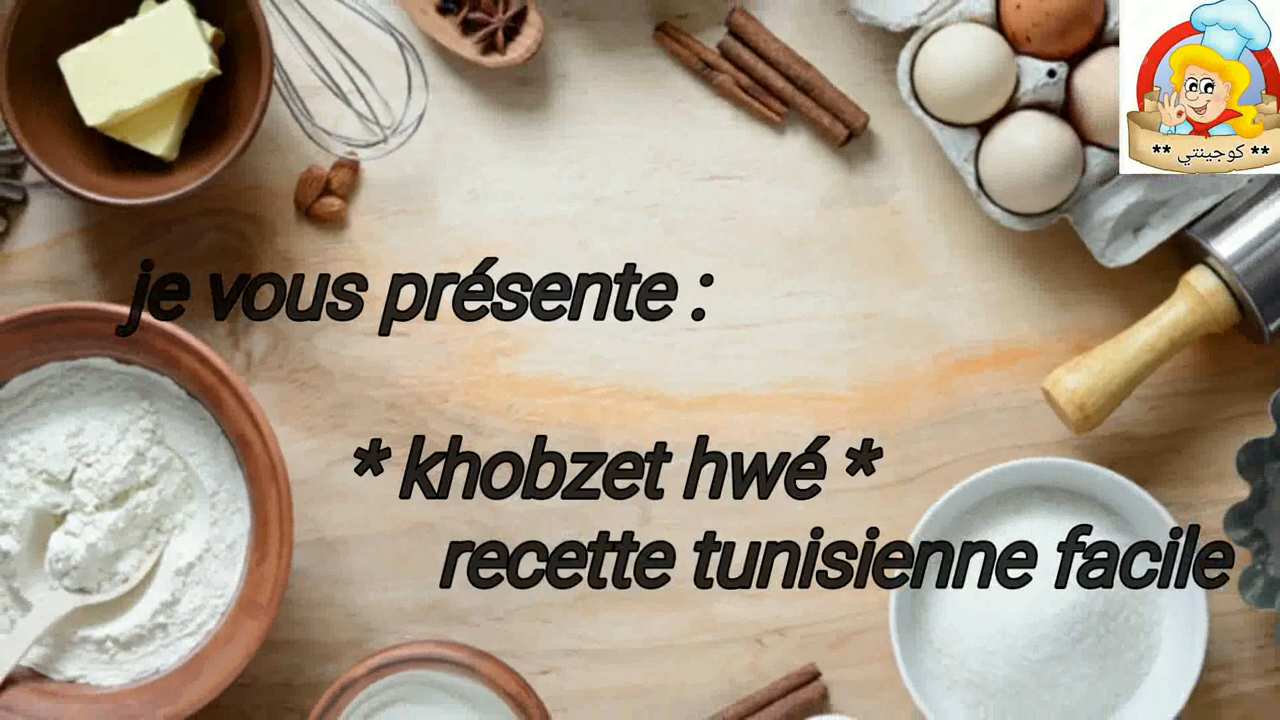 ** كوجينتي **
je vous présente :
* khobzet hwé *
recette tunisienne facile